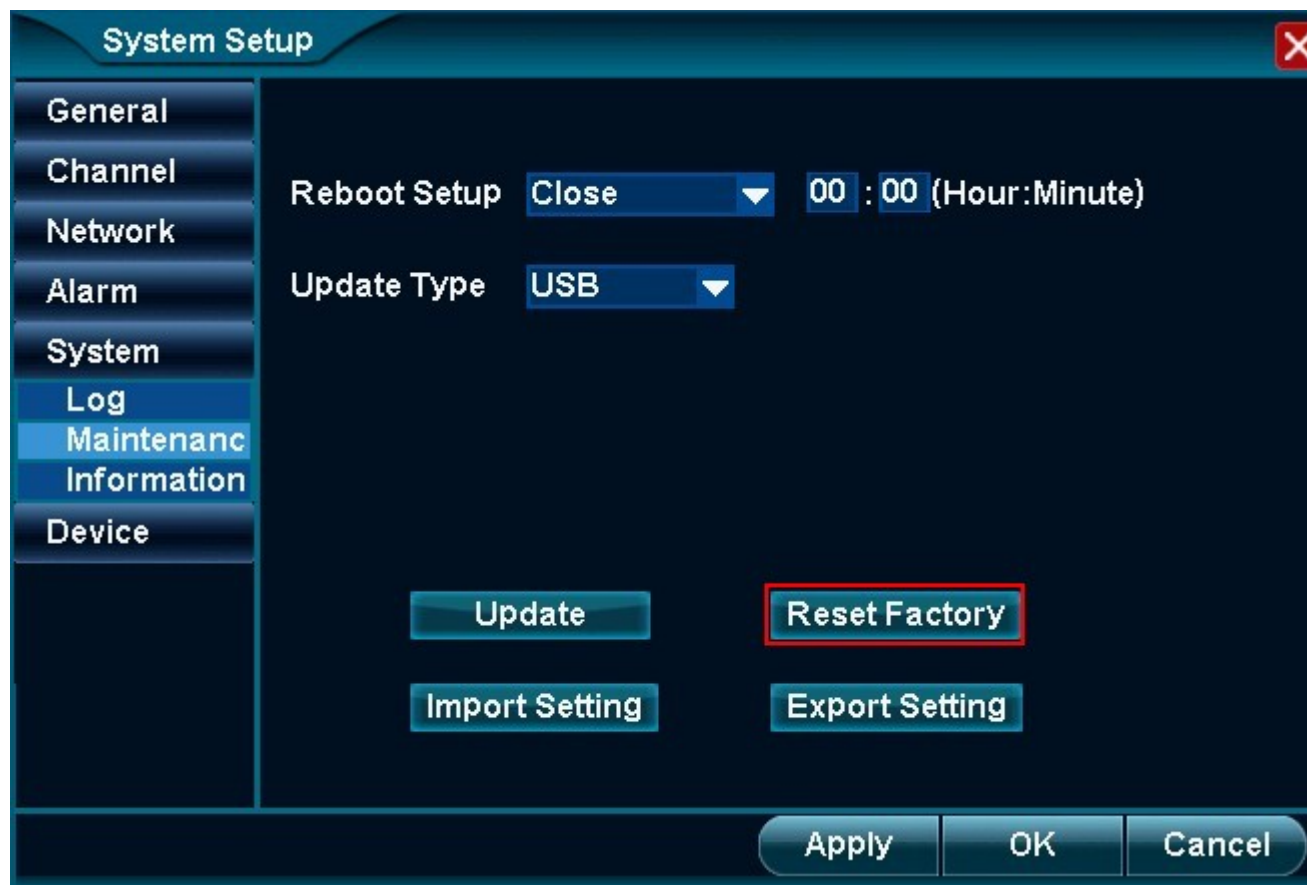 System Setup
General
Channel
Network
Alarm
System
Log
Maintenanc
Information
Device
Reboot Setup Close 00 : 00 (Hour:Minute)
Update Type USB
Update Reset Factory
Import Setting Export Setting
Apply OK Cancel